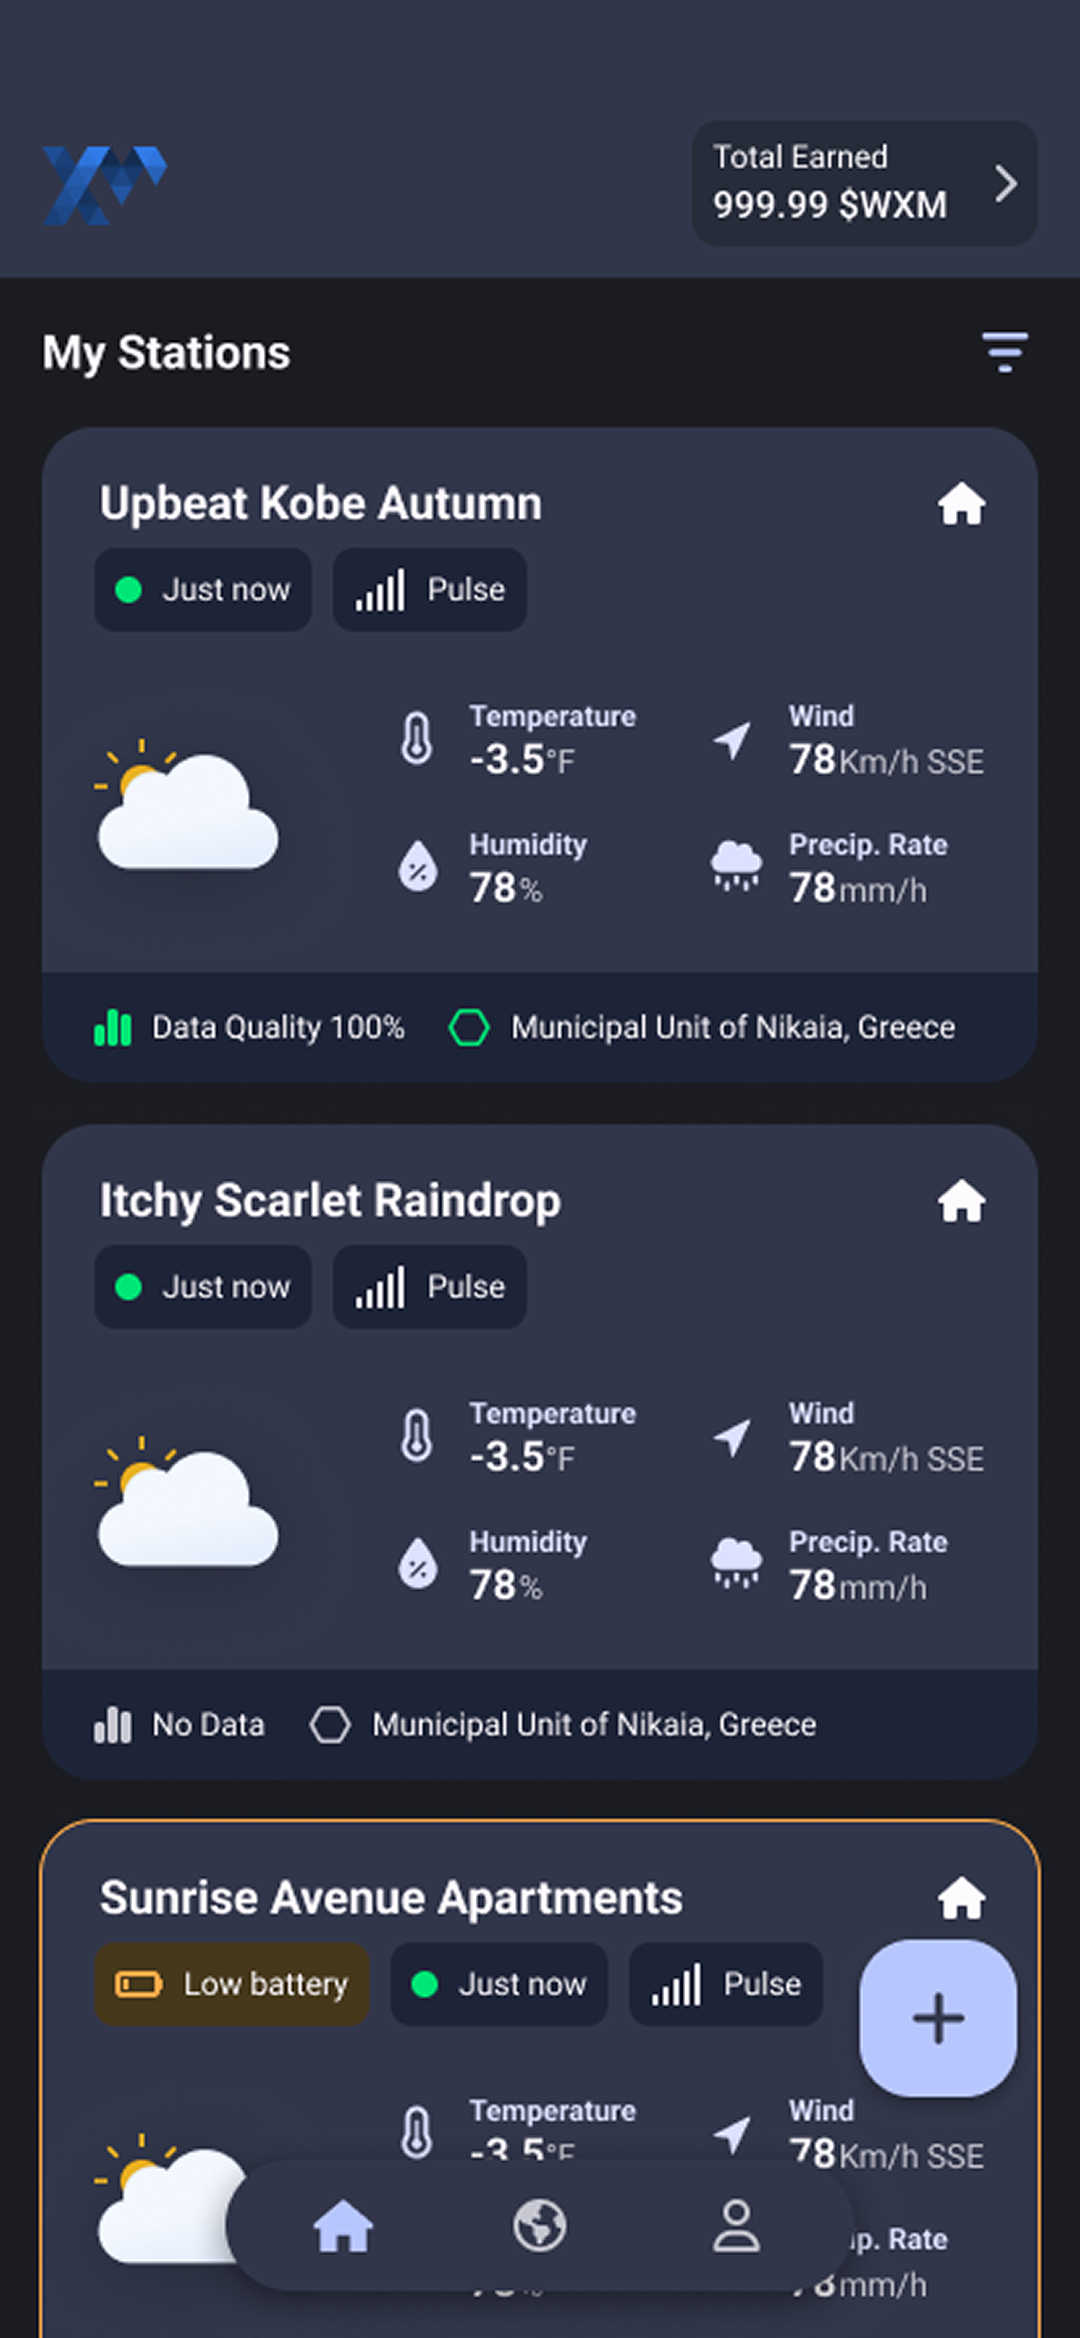 Total Earned
999.99 $WXM
My Stations
Upbeat Kobe Autumn
Just now
Pulse
Temperature
-3.5°F
Wind
78Km/h SSE
Humidity
78%
Precip. Rate
78mm/h
Data Quality 100%
Municipal Unit of Nikaia, Greece
Itchy Scarlet Raindrop
Just now
Pulse
Temperature
-3.5°F
Wind
78Km/h SSE
Humidity
78%
Precip. Rate
78mm/h
No Data
Municipal Unit of Nikaia, Greece
Sunrise Avenue Apartments
Low battery
Just now
Pulse
Temperature
-3.5°F
Wind
78Km/h SSE
Rate
mm/h